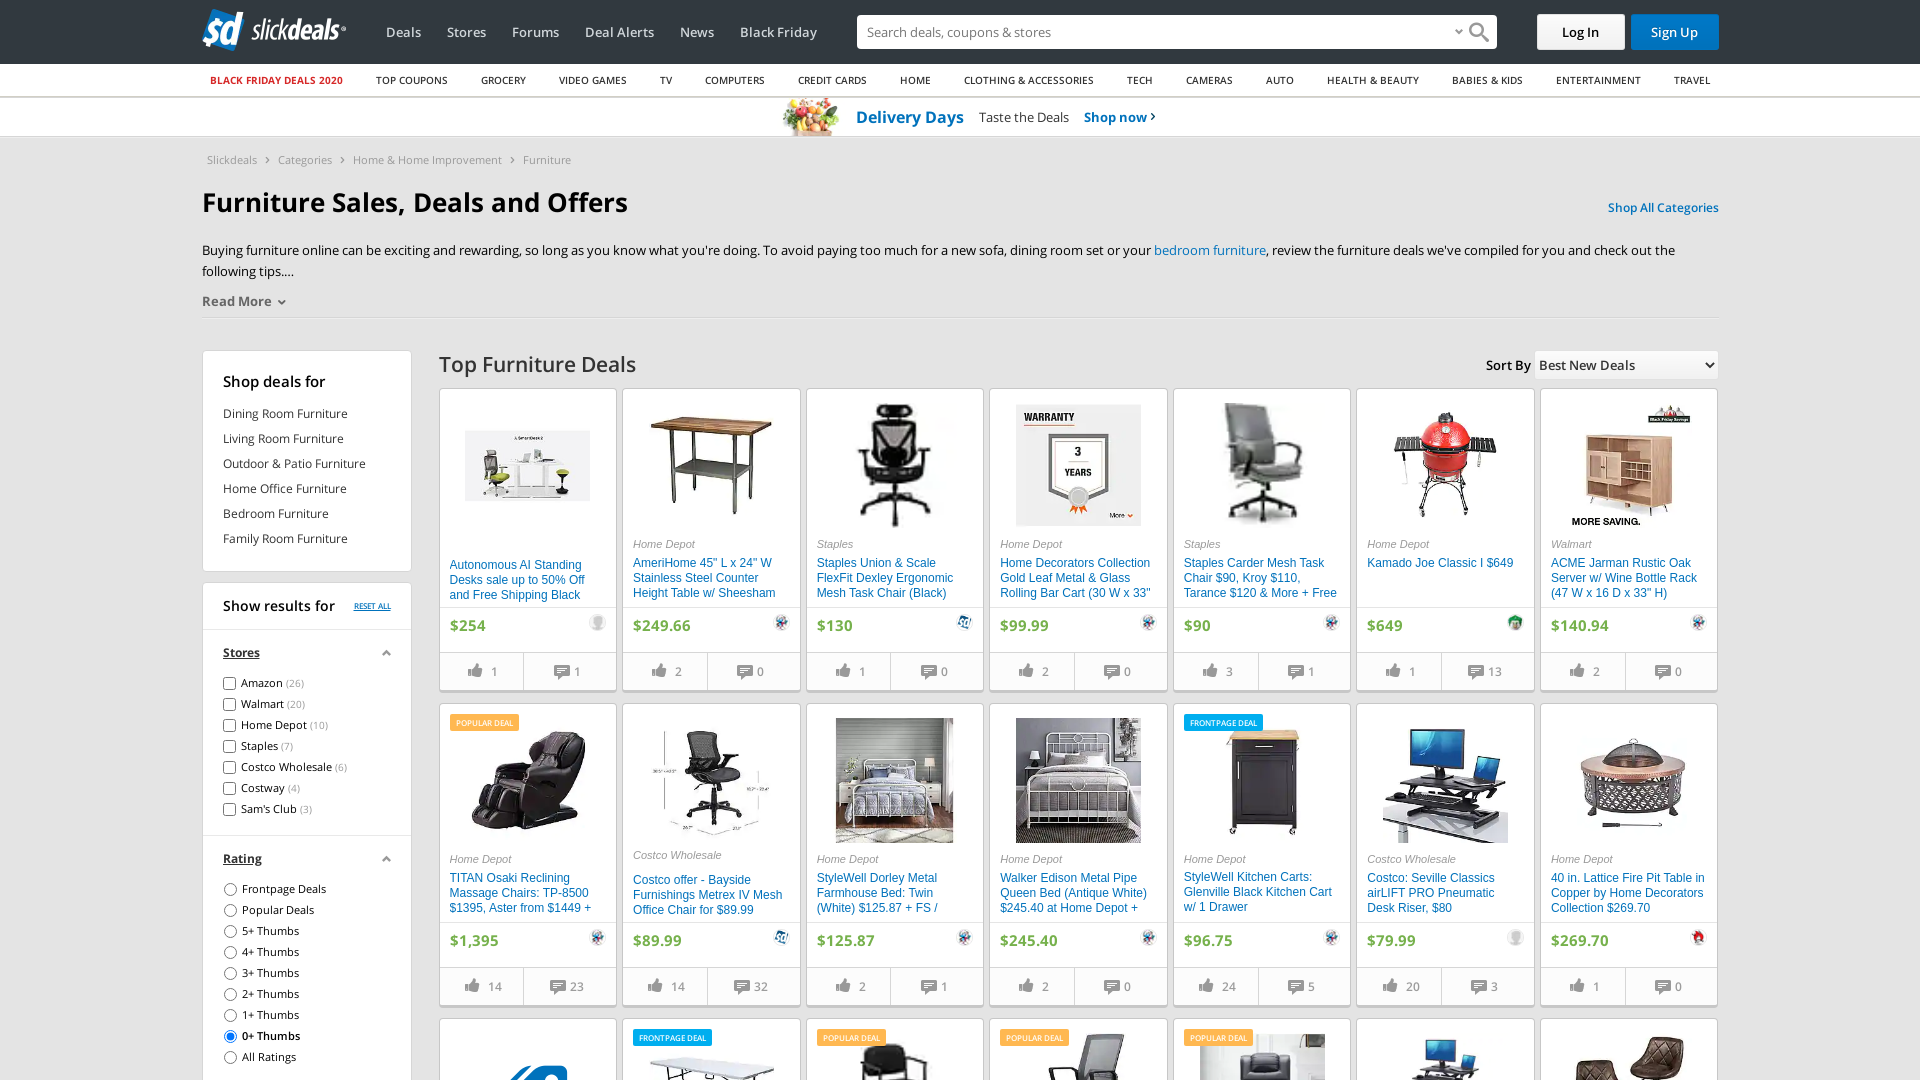 sd slickdeals
Deals
Stores
Forums
Deal Alerts
News
Black Friday
Search deals, coupons & stores
Log In
Sign Up
BLACK FRIDAY DEALS 2020
TOP COUPONS
GROCERY
VIDEO GAMES
TV
COMPUTERS
CREDIT CARDS
HOME
CLOTHING & ACCESSORIES
TECH
CAMERAS
AUTO
HEALTH & BEAUTY
BABIES & KIDS
ENTERTAINMENT
TRAVEL
Delivery Days Taste the Deals Shop now ›
Slickdeals › Categories › Home & Home Improvement › Furniture
Furniture Sales, Deals and Offers
Shop All Categories
Buying furniture online can be exciting and rewarding, so long as you know what you're doing. To avoid paying too much for a new sofa, dining room set or your bedroom furniture, review the furniture deals we've compiled for you and check out the
following tips....
Read More
Shop deals for
Dining Room Furniture
Living Room Furniture
Outdoor & Patio Furniture
Home Office Furniture
Bedroom Furniture
Family Room Furniture
Show results for RESET ALL
Stores
Amazon (26)
Walmart (20)
Home Depot (10)
Staples (7)
Costco Wholesale (6)
Costway (4)
Sam's Club (3)
Rating
Frontpage Deals
Popular Deals
5+ Thumbs
4+ Thumbs
3+ Thumbs
2+ Thumbs
1+ Thumbs
0+ Thumbs
All Ratings
Top Furniture Deals
Sort By Best New Deals
Autonomous AI Standing
Desks sale up to 50% Off
and Free Shipping Black
$254
1 1
Home Depot
AmeriHome 45" L x 24" W
Stainless Steel Counter
Height Table w/ Sheesham
$249.66
2 0
Staples
Staples Union & Scale
FlexFit Dexley Ergonomic
Mesh Task Chair (Black)
$130
1 0
WARRANTY
3
YEARS
More
Home Depot
Home Decorators Collection
Gold Leaf Metal & Glass
Rolling Bar Cart (30 W x 33"
$99.99
2 0
Staples
Staples Carder Mesh Task
Chair $90, Kroy $110,
Tarance $120 & More + Free
$90
3 1
Home Depot
Kamado Joe Classic I $649
$649
1 13
MORE SAVING.
Walmart
ACME Jarman Rustic Oak
Server w/ Wine Bottle Rack
(47 W x 16 D x 33" H)
$140.94
2 0
POPULAR DEAL
Home Depot
TITAN Osaki Reclining
Massage Chairs: TP-8500
$1395, Aster from $1449 +
$1,395
14 23
Costco Wholesale
Costco offer - Bayside
Furnishings Metrex IV Mesh
Office Chair for $89.99
$89.99
14 32
Home Depot
StyleWell Dorley Metal
Farmhouse Bed: Twin
(White) $125.87 + FS /
$125.87
2 1
Home Depot
Walker Edison Metal Pipe
Queen Bed (Antique White)
$245.40 at Home Depot +
$245.40
2 0
FRONTPAGE DEAL
Home Depot
StyleWell Kitchen Carts:
Glenville Black Kitchen Cart
w/ 1 Drawer
$96.75
24 5
Costco Wholesale
Costco: Seville Classics
airLIFT PRO Pneumatic
Desk Riser, $80
$79.99
20 3
Home Depot
40 in. Lattice Fire Pit Table in
Copper by Home Decorators
Collection $269.70
$269.70
1 0
FRONTPAGE DEAL
POPULAR DEAL
POPULAR DEAL
POPULAR DEAL